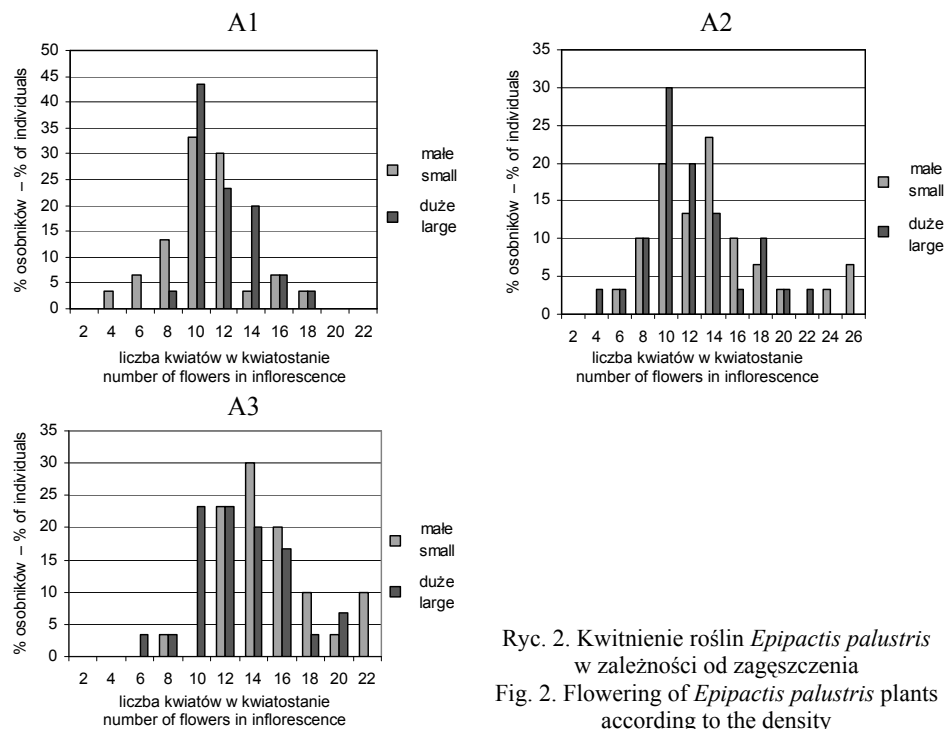 A1
50
45
40
35
30
25
20
15
10
5
0
% osobników – % of individuals
2 4 6 8 10 12 14 16 18 20 22
liczba kwiatów w kwiatostanie
number of flowers in inflorescence
małe
small
duże
large
A2
35
30
25
20
15
10
5
0
% osobników – % of individuals
2 4 6 8 10 12 14 16 18 20 22 24 26
liczba kwiatów w kwiatostanie
number of flowers in inflorescence
małe
small
duże
large
A3
35
30
25
20
15
10
5
0
% osobników – % of individuals
2 4 6 8 10 12 14 16 18 20 22
liczba kwiatów w kwiatostanie
number of flowers in inflorescence
małe
small
duże
large
Ryc. 2. Kwitnienie roślin Epipactis palustris
w zależności od zagęszczenia
Fig. 2. Flowering of Epipactis palustris plants
according to the density